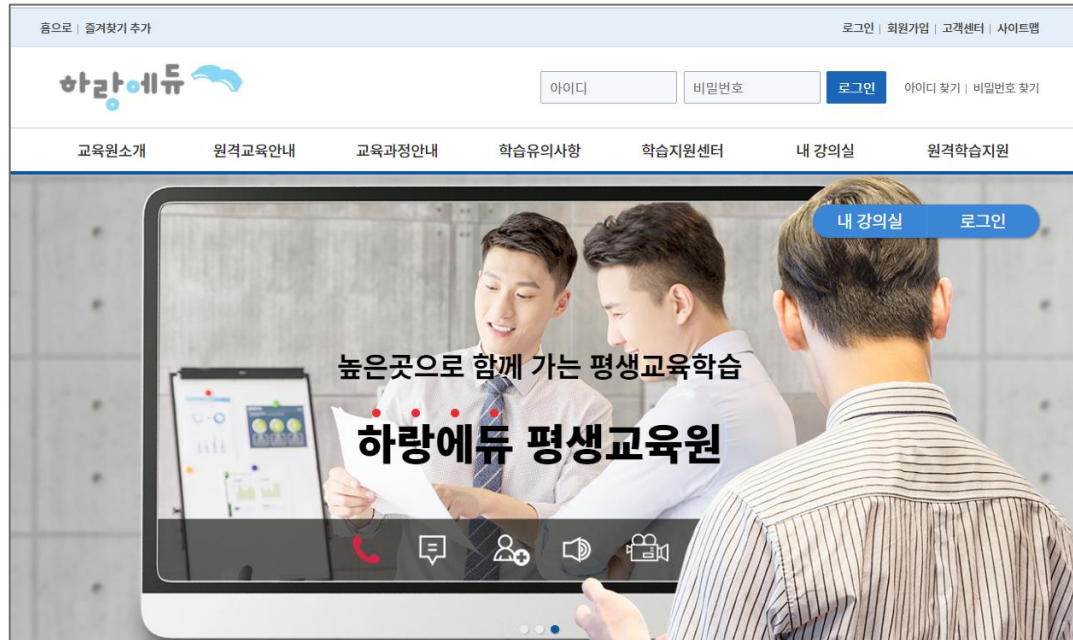 홈으로 | 즐겨찾기 추가
로그인 | 회원가입 | 고객센터 | 사이트맵
하랑에듀
아이디 비밀번호 로그인 아이디 찾기 | 비밀번호 찾기
교육원소개 원격교육안내 교육과정안내 학습유의사항 학습지원센터 내 강의실 원격학습지원
내 강의실 로그인
높은곳으로 함께 가는 평생교육학습
하랑에듀 평생교육원